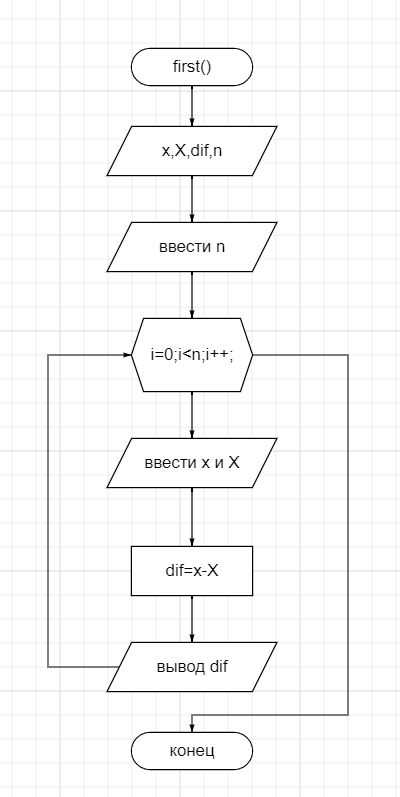 first()
x,X,dif,n
ввести n
i=0;i<n;i++;
ввести x и X
dif=x-X
вывод dif
конец